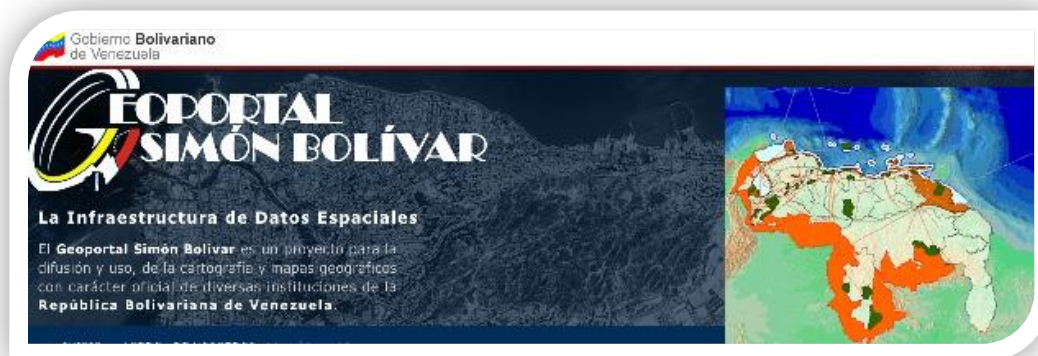 Gobierno Bolivariano
de Venezuela
GEOPORTAL
SIMÓN BOLÍVAR
La Infraestructura de Datos Espaciales
El Geoportal Simón Bolívar es un proyecto para la
difusión y uso, de la cartografía y mapas geográficos
con carácter oficial de diversas instituciones de la
República Bolivariana de Venezuela.